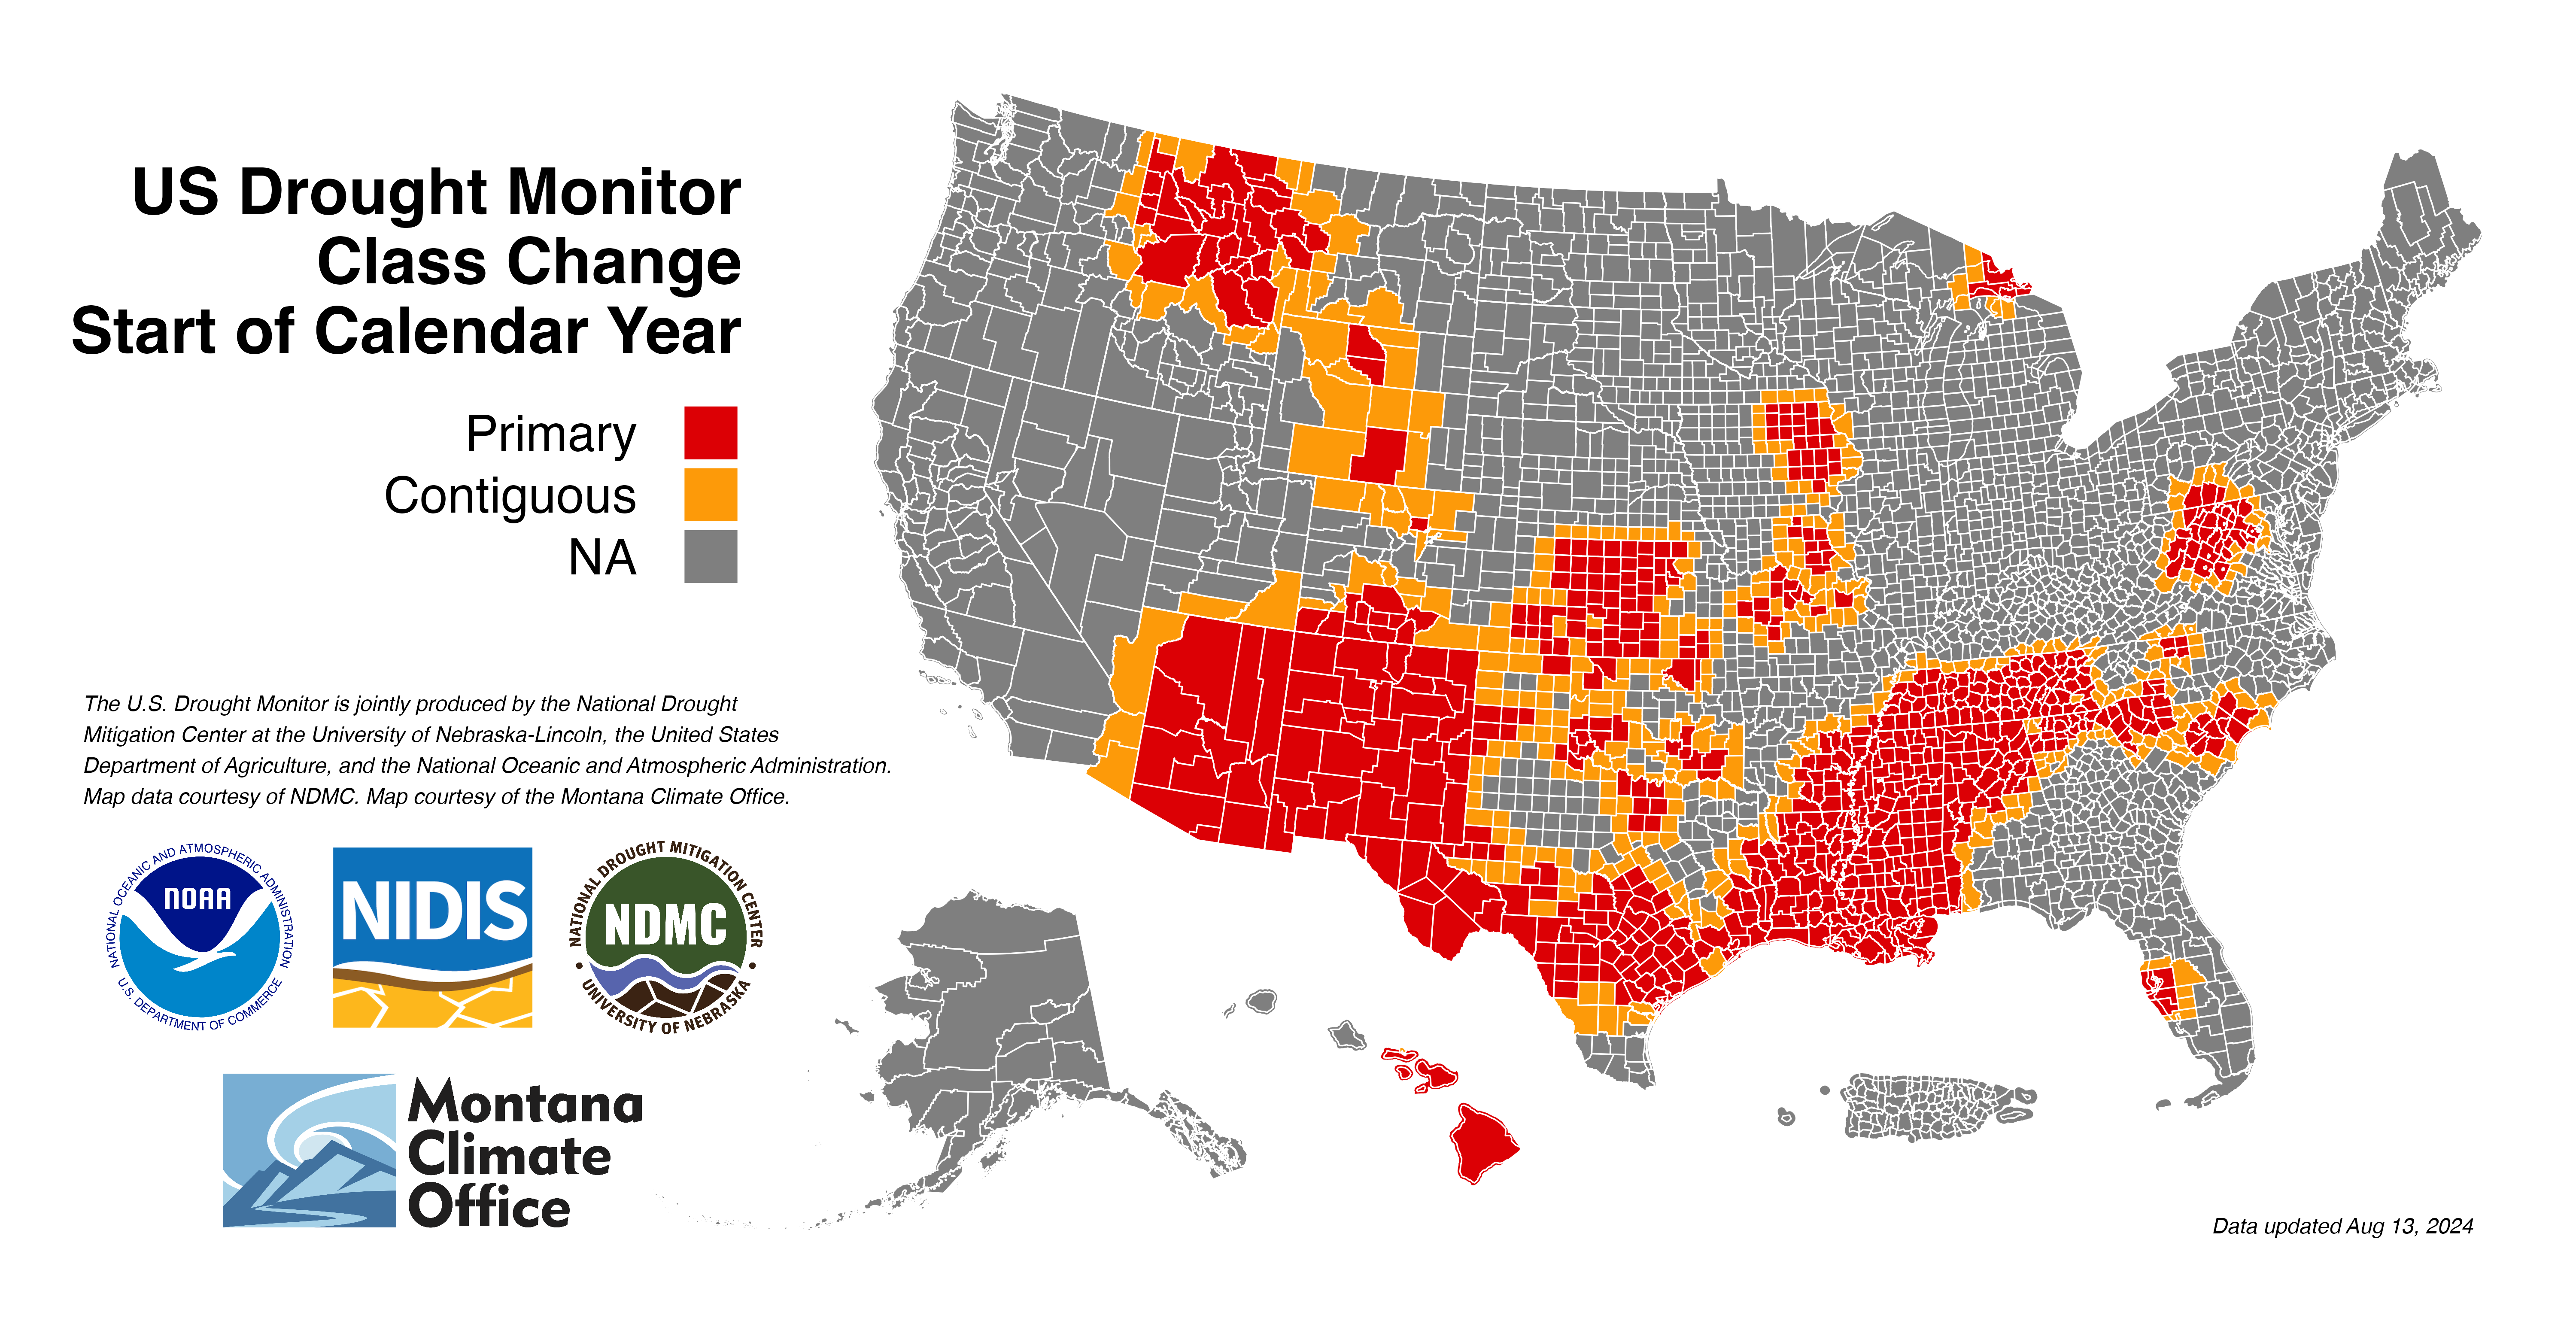 US Drought Monitor
Class Change
Start of Calendar Year
Primary
Contiguous
NA
The U.S. Drought Monitor is jointly produced by the National Drought
Mitigation Center at the University of Nebraska-Lincoln, the United States
Department of Agriculture, and the National Oceanic and Atmospheric Administration.
Map data courtesy of NDMC. Map courtesy of the Montana Climate Office.
NATIONAL OCEANIC AND ATMOSPHERIC ADMINISTRATION
NOAA
U.S. DEPARTMENT OF COMMERCE
NIDIS
NATIONAL DROUGHT MITIGATION CENTER
NDMC
UNIVERSITY OF NEBRASKA
Montana
Climate
Office
Data updated Aug 13, 2024